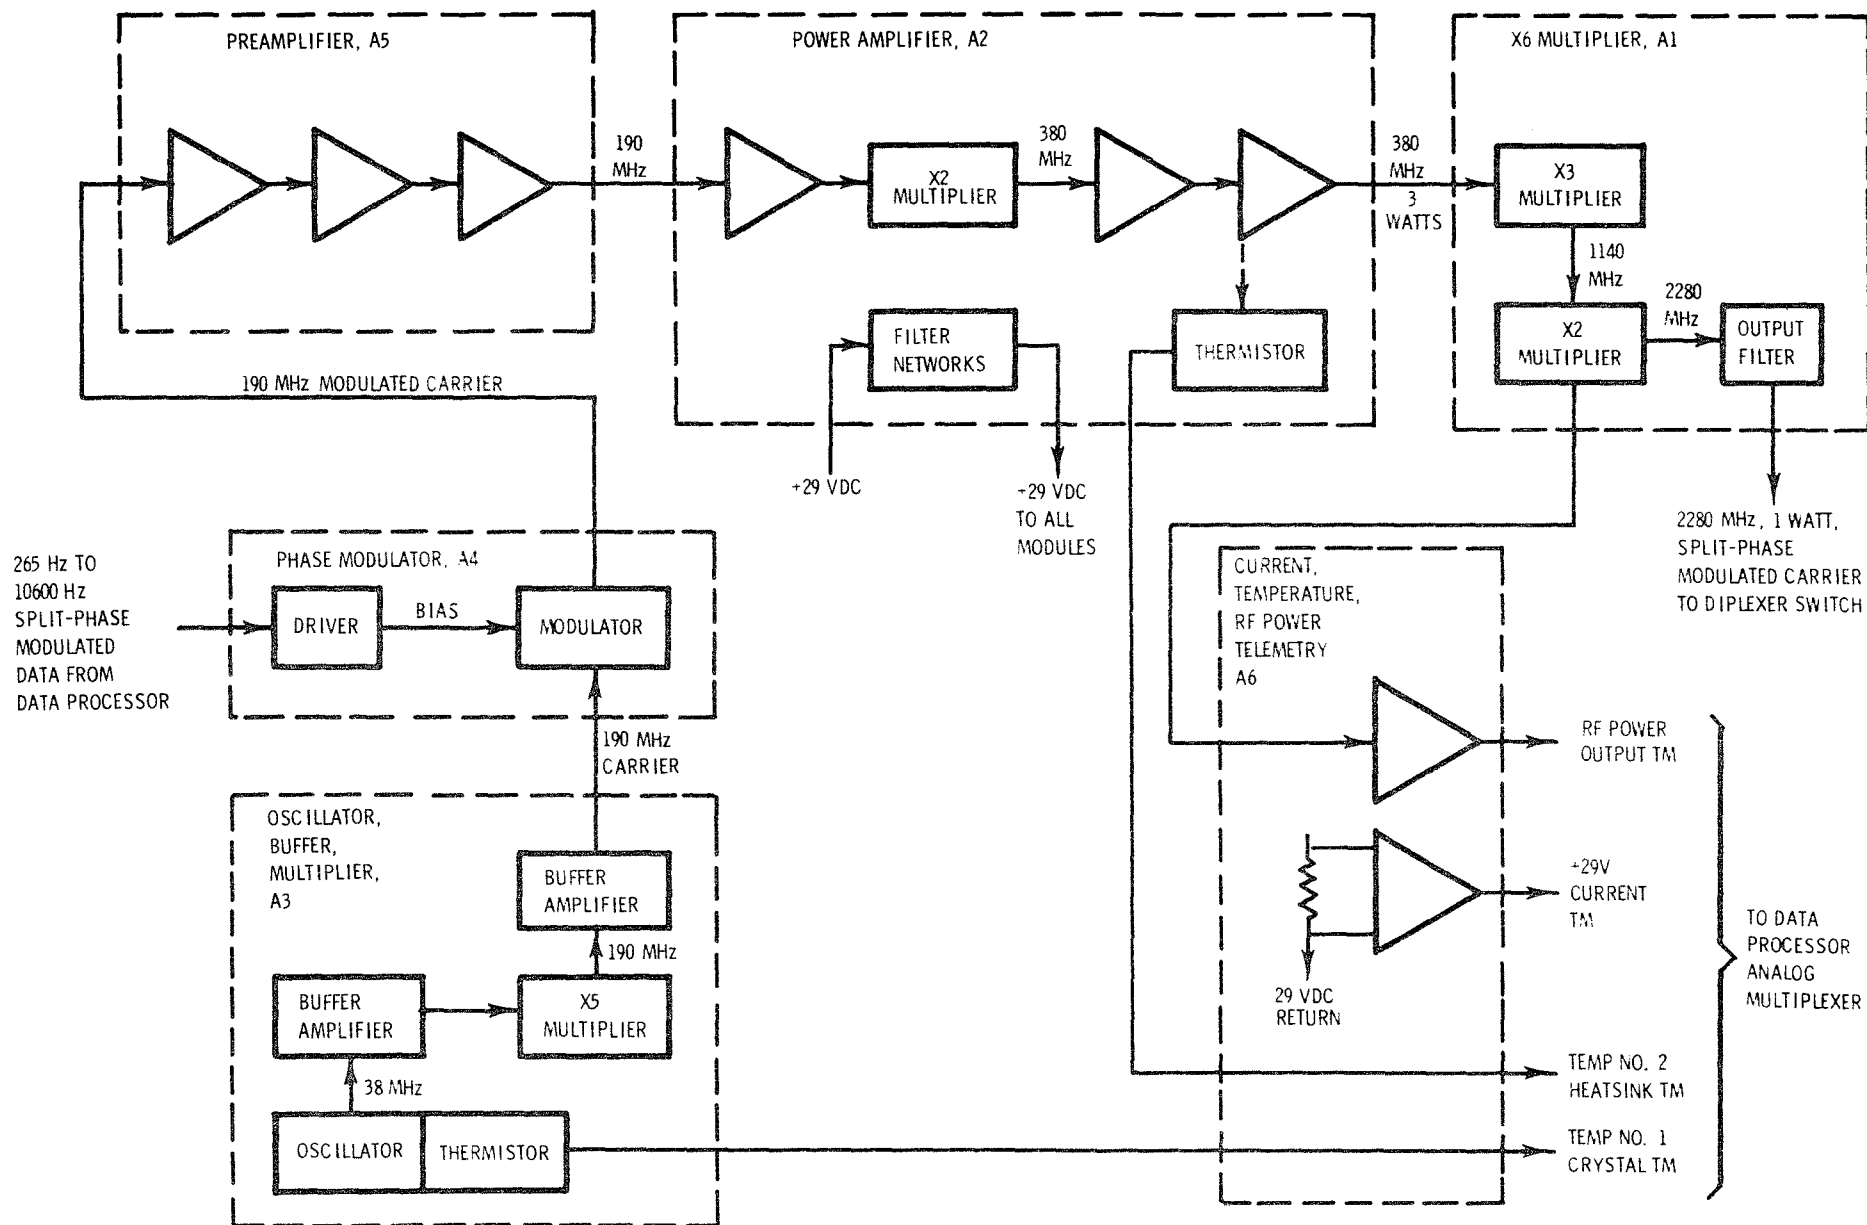 PREAMPLIFIER, A5
POWER AMPLIFIER, A2
X6 MULTIPLIER, A1
190
MHz
X2
MULTIPLIER
380
MHz
380
MHz
3
WATTS
X3
MULTIPLIER
1140
MHz
X2
MULTIPLIER
2280
MHz
OUTPUT
FILTER
FILTER
NETWORKS
THERMISTOR
190 MHz MODULATED CARRIER
+29 VDC
+29 VDC
TO ALL
MODULES
2280 MHz, 1 WATT,
SPLIT-PHASE
MODULATED CARRIER
TO DIPLEXER SWITCH
265 Hz TO
10600 Hz
SPLIT-PHASE
MODULATED
DATA FROM
DATA PROCESSOR
PHASE MODULATOR, A4
DRIVER
BIAS
MODULATOR
190 MHz
CARRIER
CURRENT,
TEMPERATURE,
RF POWER
TELEMETRY
A6
RF POWER
OUTPUT TM
+29V
CURRENT
TM
29 VDC
RETURN
TO DATA
PROCESSOR
ANALOG
MULTIPLEXER
OSCILLATOR,
BUFFER,
MULTIPLIER,
A3
BUFFER
AMPLIFIER
190 MHz
BUFFER
AMPLIFIER
X5
MULTIPLIER
38 MHz
OSCILLATOR
THERMISTOR
TEMP NO. 2
HEATSINK TM
TEMP NO. 1
CRYSTAL TM